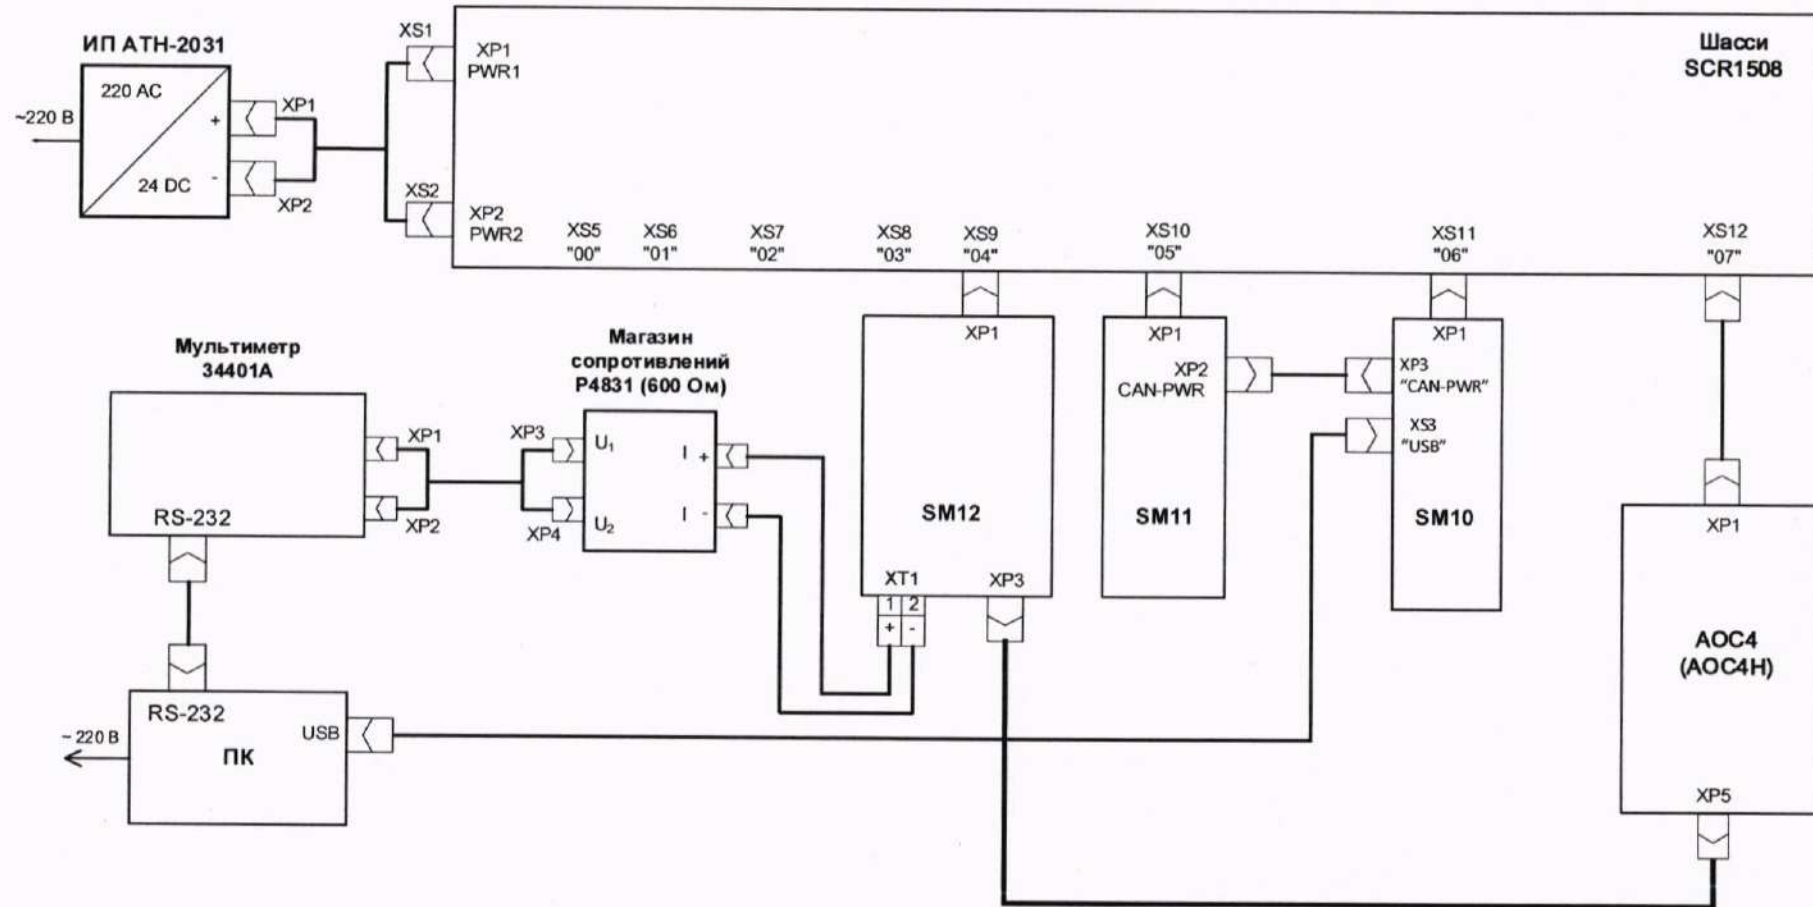 ИП АТН-2031
220 AC
24 DC
+
-
~220 В
XP1
XP2
XS1
XS2
XP1
PWR1
XP2
PWR2
Шасси
SCR1508
XS5
"00"
XS6
"01"
XS7
"02"
XS8
"03"
XS9
"04"
XS10
"05"
XS11
"06"
XS12
"07"
Мультиметр
34401А
RS-232
XP1
XP2
Магазин
сопротивлений
Р4831 (600 Ом)
XP3
XP4
U1
U2
I +
I -
XP1
SM12
XT1
1 2
+ -
XP3
XP1
XP2
CAN-PWR
SM11
XP1
XP3
"CAN-PWR"
XS3
"USB"
SM10
XP1
AOC4
(AOC4H)
XP5
RS-232
USB
ПК
~ 220 В